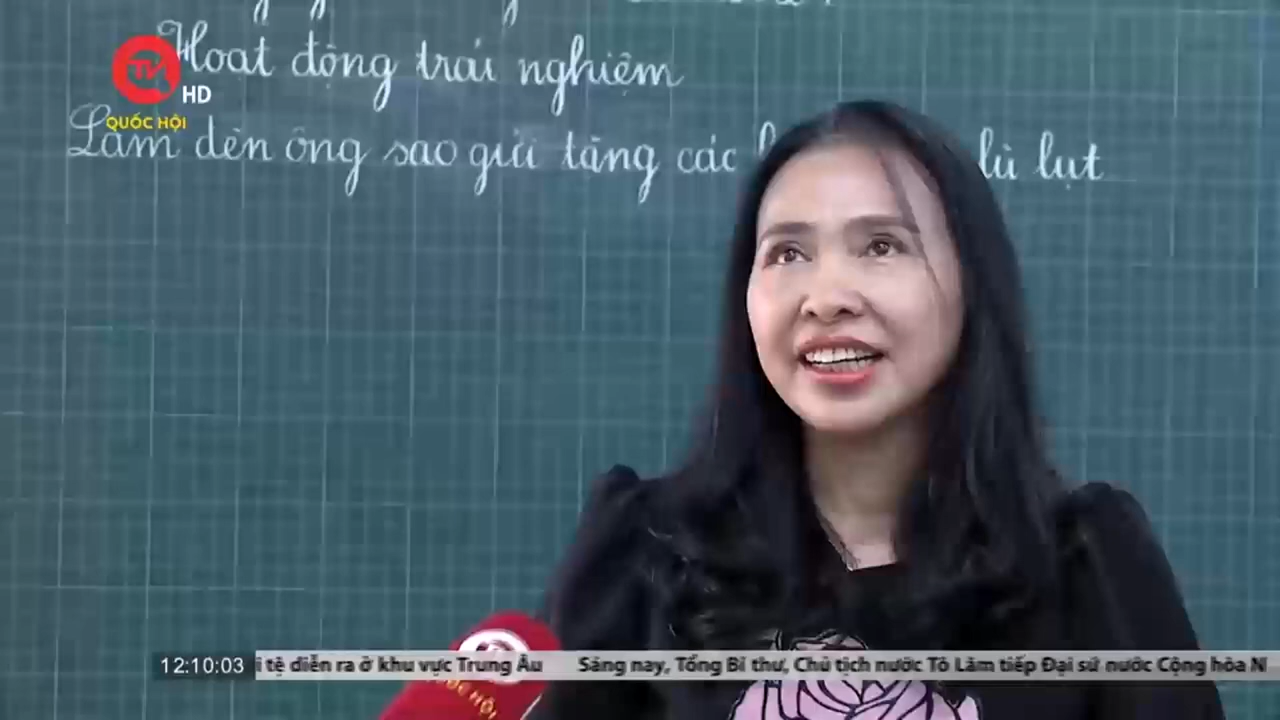 Hoạt động trải nghiệm
Làm đèn ông sao gửi tặng các lũ lụt
HD
QUỐC HỘI
QUỐC HỘI
12:10:03 i tệ diễn ra ở khu vực Trung Âu Sáng nay, Tổng Bí thư, Chủ tịch nước Tô Lâm tiếp Đại sứ nước Cộng hòa N